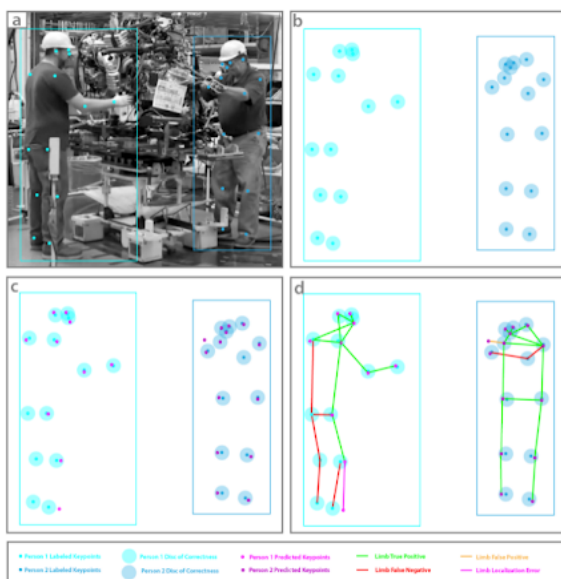 a
b
c
d
Person 1 Labeled Keypoints
Person 1 Disc of Correctness
Person 1 Predicted Keypoints
Limb True Positive
Limb False Positive
Person 2 Labeled Keypoints
Person 2 Disc of Correctness
Person 2 Predicted Keypoints
Limb False Negative
Limb Localisation Error